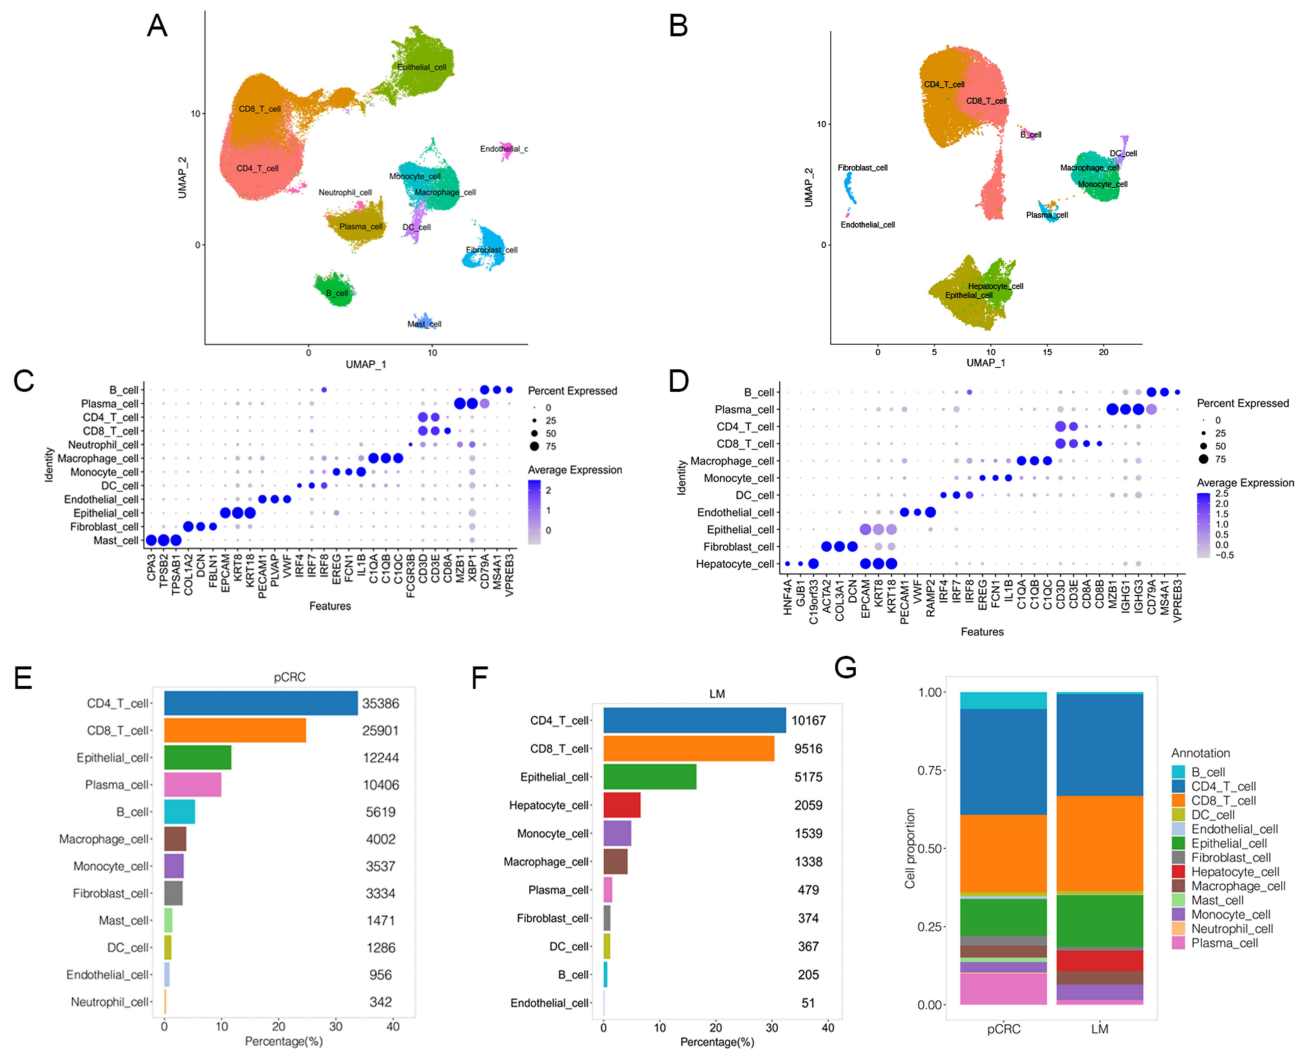 A
B
Epithelial_cell
CD8_T_cell
CD4_T_cell
Endothelial_c
Monocyte_cell
Macrophage_cell
Neutrophil_cell
Plasma_cell
DC_cell
Fibroblast_cell
B_cell
Mast_cell
UMAP_2
10
0
0
10
UMAP_1
CD4_T_cell
CD8_T_cell
B_cell
DC_cell
Macrophage_cell
Monocyte_cell
Fibroblast_cell
Plasma_cell
Endothelial_cell
Hepatocyte_cell
Epithelial_cell
UMAP_2
10
0
0
5
10
15
20
UMAP_1
C
Identity
B_cell
Plasma_cell
CD4_T_cell
CD8_T_cell
Neutrophil_cell
Macrophage_cell
Monocyte_cell
DC_cell
Endothelial_cell
Epithelial_cell
Fibroblast_cell
Mast_cell
CPA3
TPSB2
TPSAB1
COL1A2
DCN
FBLN1
EPCAM
KRT8
KRT18
PECAM1
PLVAP
VWF
IRF4
IRF7
IRF8
EREG
FCN1
IL1B
C1QA
C1QB
C1QC
FCGR3B
CD3D
CD3E
CD8A
MZB1
XBP1
CD79A
MS4A1
VPREB3
Features
Percent Expressed
0
25
50
75
Average Expression
2
1
0
D
Identity
B_cell
Plasma_cell
CD4_T_cell
CD8_T_cell
Macrophage_cell
Monocyte_cell
DC_cell
Endothelial_cell
Epithelial_cell
Fibroblast_cell
Hepatocyte_cell
HNF4A
GJB1
C19orf33
ACTA2
COL3A1
DCN
EPCAM
KRT8
KRT18
PECAM1
VWF
RAMP2
IRF4
IRF7
IRF8
EREG
FCN1
IL1B
C1QA
C1QB
C1QC
CD3D
CD3E
CD8A
CD8B
MZB1
IGHG1
IGHG3
CD79A
MS4A1
VPREB3
Features
Percent Expressed
0
25
50
75
Average Expression
2.5
2.0
1.5
1.0
0.5
0.0
−0.5
E
pCRC
CD4_T_cell 35386
CD8_T_cell 25901
Epithelial_cell 12244
Plasma_cell 10406
B_cell 5619
Macrophage_cell 4002
Monocyte_cell 3537
Fibroblast_cell 3334
Mast_cell 1471
DC_cell 1286
Endothelial_cell 956
Neutrophil_cell 342
0 10 20 30 40
Percentage(%)
F
LM
CD4_T_cell 10167
CD8_T_cell 9516
Epithelial_cell 5175
Hepatocyte_cell 2059
Monocyte_cell 1539
Macrophage_cell 1338
Plasma_cell 479
Fibroblast_cell 374
DC_cell 367
B_cell 205
Endothelial_cell 51
0 10 20 30 40
Percentage(%)
G
Cell proportion
1.00
0.75
0.50
0.25
0.00
pCRC LM
Annotation
B_cell
CD4_T_cell
CD8_T_cell
DC_cell
Endothelial_cell
Epithelial_cell
Fibroblast_cell
Hepatocyte_cell
Macrophage_cell
Mast_cell
Monocyte_cell
Neutrophil_cell
Plasma_cell